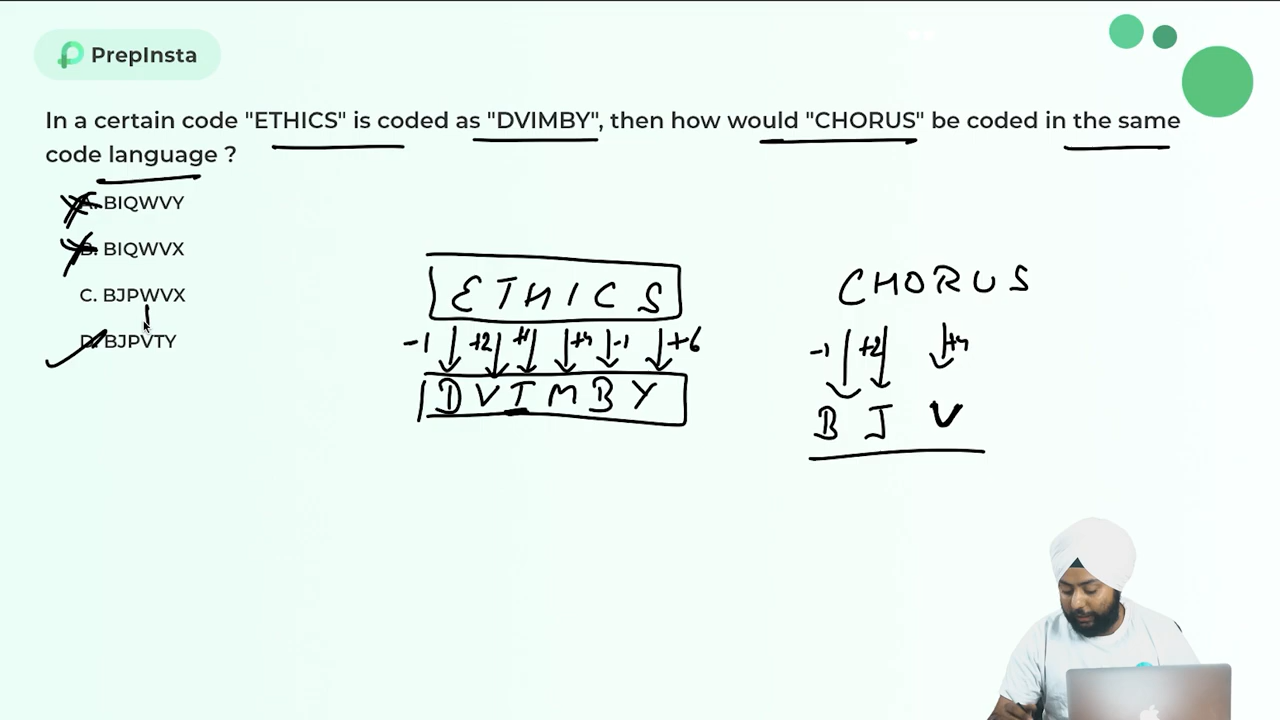 PrepInsta
In a certain code "ETHICS" is coded as "DVIMBY", then how would "CHORUS" be coded in the same
code language ?
A. BIQWVY
B. BIQWVX
C. BJPWVX
D. BJPVTY
ETHICS
-1 +2 +1 +4 -1 +6
DVIMBY
CHORUS
-1 +2 +4
B J V